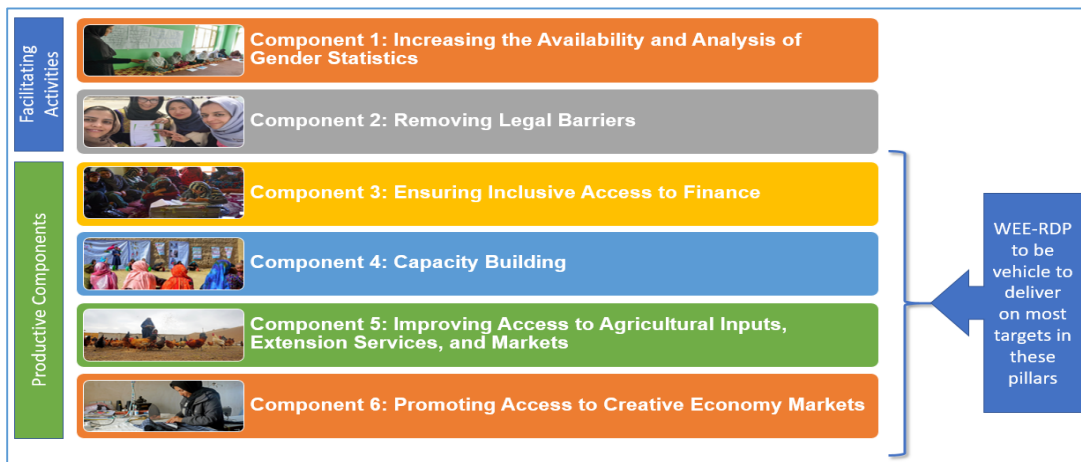 Facilitating
Activities
Component 1: Increasing the Availability and Analysis of
Gender Statistics
Component 2: Removing Legal Barriers
Productive Components
Component 3: Ensuring Inclusive Access to Finance
Component 4: Capacity Building
Component 5: Improving Access to Agricultural Inputs,
Extension Services, and Markets
Component 6: Promoting Access to Creative Economy Markets
WEE-RDP
to be
vehicle to
deliver
on most
targets in
these
pillars